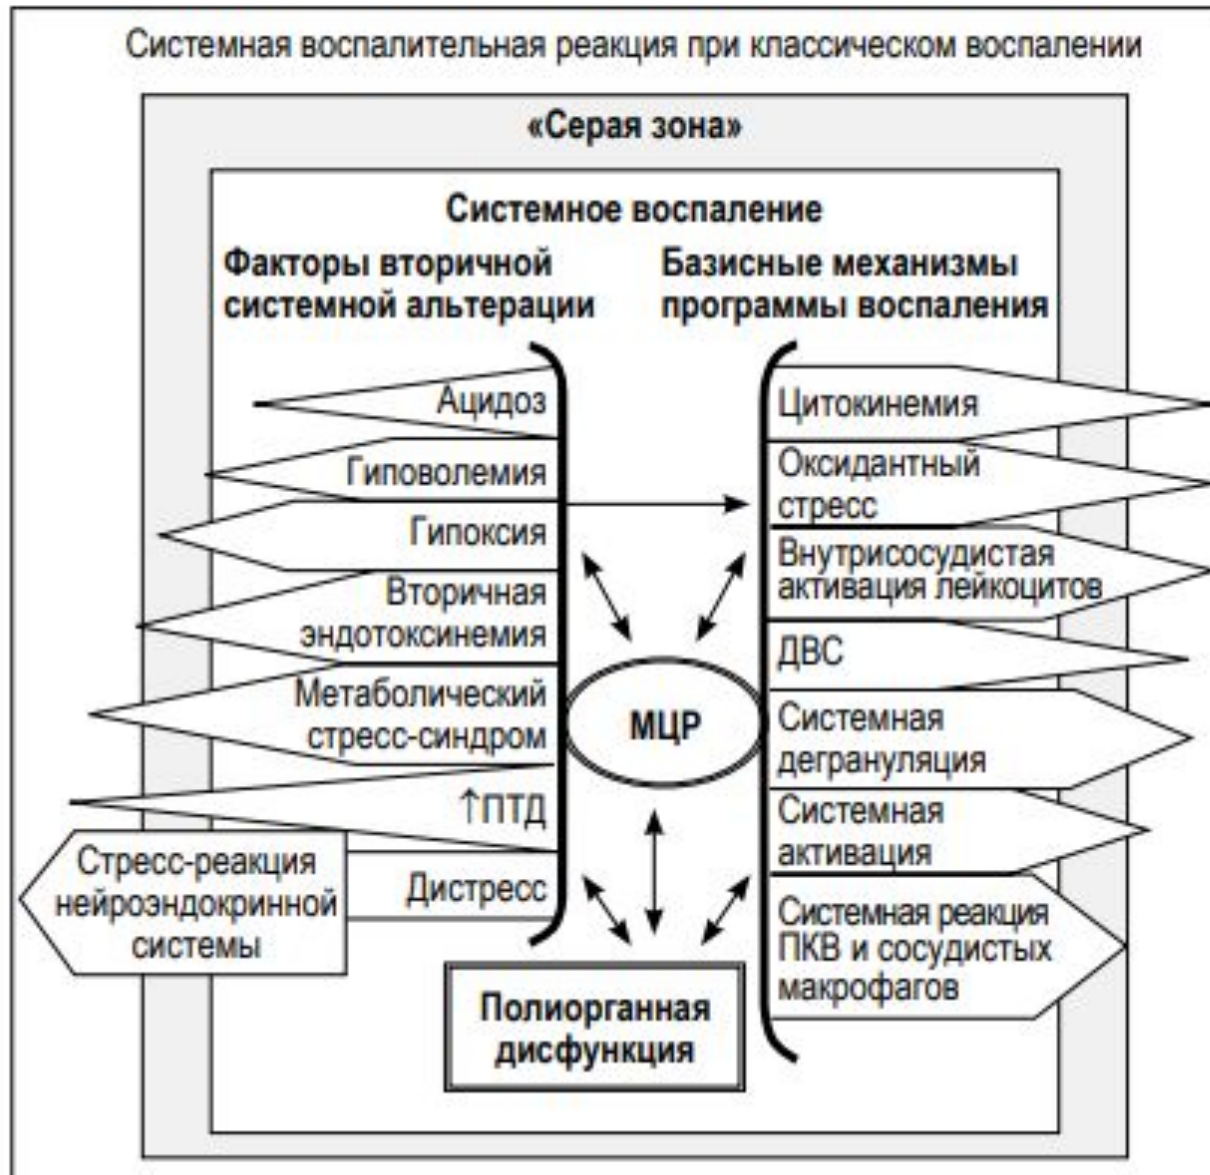 Системная воспалительная реакция при классическом воспалении
«Серая зона»
Системное воспаление
Факторы вторичной
системной альтерации
Базисные механизмы
программы воспаления
Ацидоз
Гиповолемия
Гипоксия
Вторичная
эндотоксинемия
Метаболический
стресс-синдром
↑ПТД
Дистресс
Стресс-реакция
нейроэндокринной
системы
МЦР
Полиорганная
дисфункция
Цитокинемия
Оксидантный
стресс
Внутрисосудистая
активация лейкоцитов
ДВС
Системная
дегрануляция
Системная
активация
Системная реакция
ПКВ и сосудистых
макрофагов